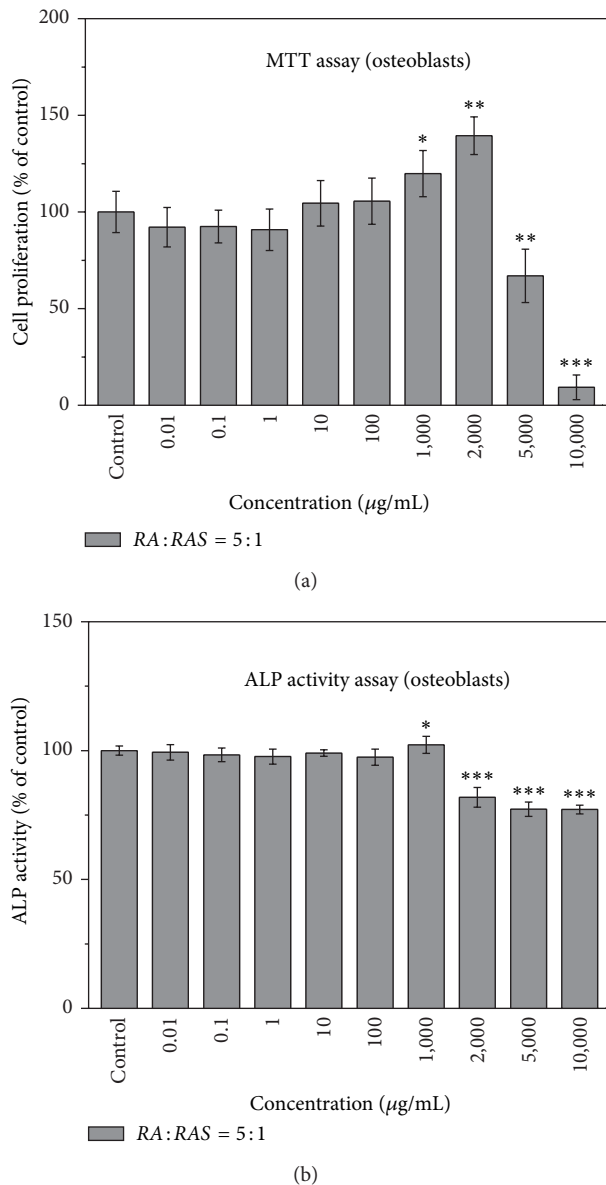 200
150
100
50
0
Cell proliferation (% of control)
MTT assay (osteoblasts)
*
**
**
***
Control
0.01
0.1
1
10
100
1,000
2,000
5,000
10,000
Concentration (μg/mL)
RA:RAS = 5:1
(a)
150
100
50
0
ALP activity (% of control)
ALP activity assay (osteoblasts)
*
***
***
***
Control
0.01
0.1
1
10
100
1,000
2,000
5,000
10,000
Concentration (μg/mL)
RA:RAS = 5:1
(b)